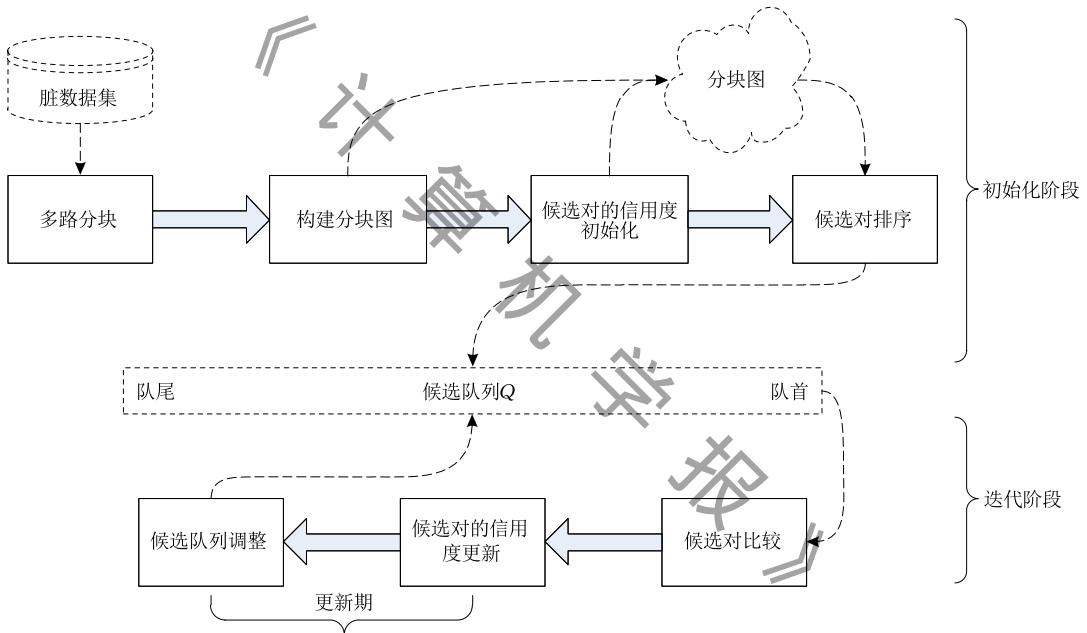 脏数据集
分块图
多路分块
构建分块图
候选对的信用度
初始化
候选对排序
初始化阶段
队尾
候选队列Q
队首
候选队列调整
候选对的信用
度更新
候选对比较
迭代阶段
更新期
《计算机学报》